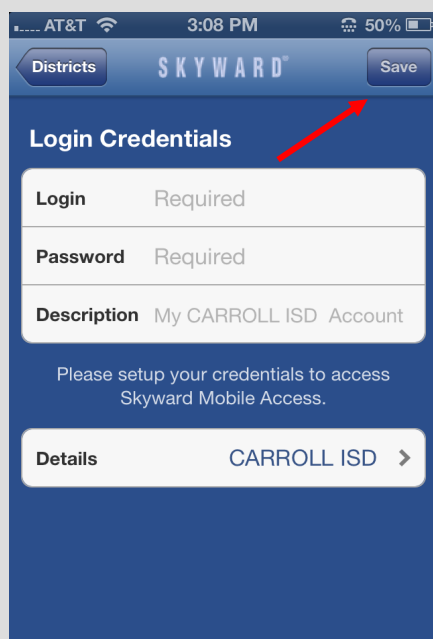 AT&T 3:08 PM 50%
Districts SKYWARD® Save
Login Credentials
Login Required
Password Required
Description My CARROLL ISD Account
Please setup your credentials to access
Skyward Mobile Access.
Details CARROLL ISD